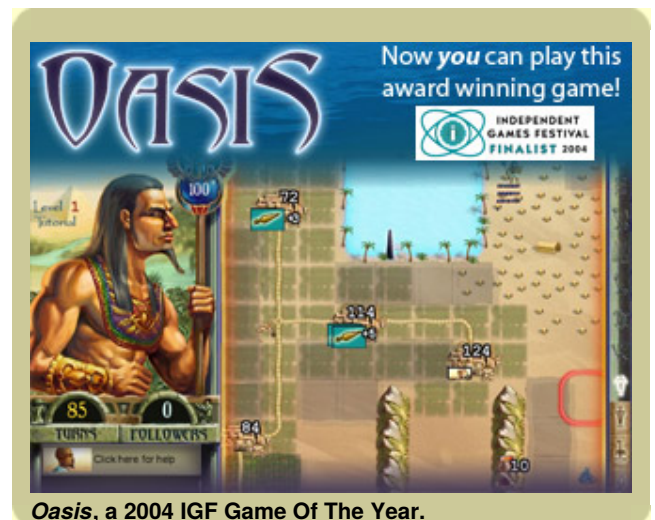 OASIS
Now you can play this
award winning game!
INDEPENDENT
GAMES FESTIVAL
FINALIST 2004
100
Level 1
Tutorial
72
+3
114
124
85
0
TURNS
FOLLOWERS
84
Click here for help
10
Oasis, a 2004 IGF Game Of The Year.